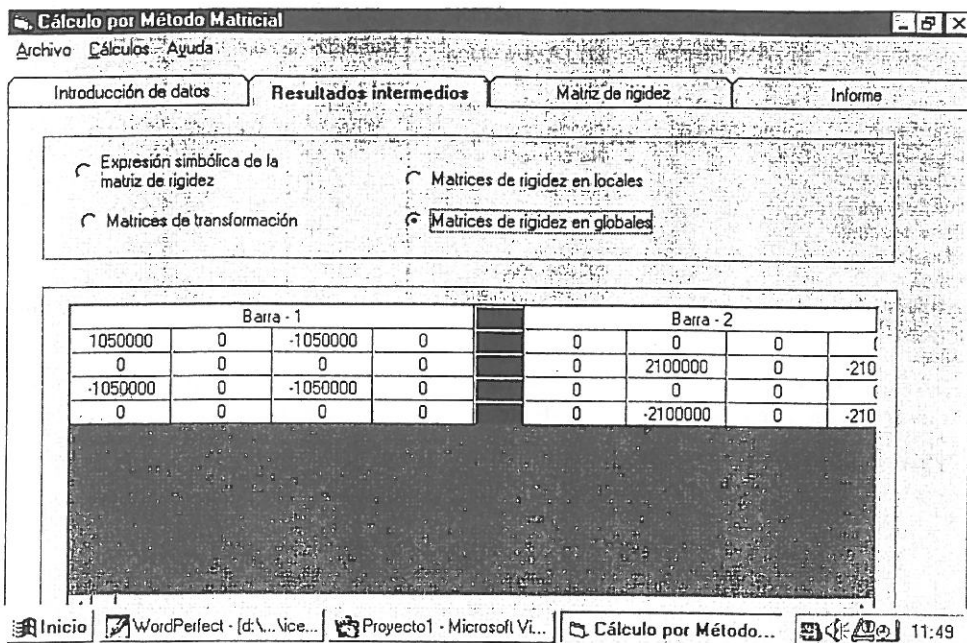 Cálculo por Método Matricial
Archivo Cálculos Ayuda
Introducción de datos Resultados intermedios Matriz de rigidez Informe
Expresión simbólica de la
matriz de rigidez
Matrices de rigidez en locales
Matrices de transformación Matrices de rigidez en globales
Barra - 1 Barra - 2
1050000 0 -1050000 0 0 0 0
0 0 0 0 0 2100000 0 -210
-1050000 0 -1050000 0 0 0 0
0 0 0 0 0 -2100000 0 -210
Inicio WordPerfect - [d:\...\ice... Proyecto1 - Microsoft Vi... Cálculo por Método... 11:49